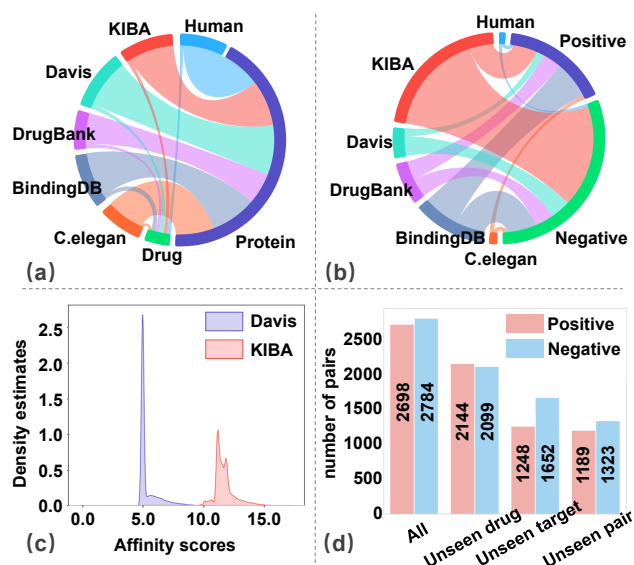 KIBA
Human
Davis
DrugBank
BindingDB
C.elegan
Drug
Protein
(a)
Human
Positive
KIBA
Davis
DrugBank
BindingDB
C.elegan
Negative
(b)
Density estimates
2.5
2.0
1.5
1.0
0.5
0.0
Davis
KIBA
0.0 5.0 10.0 15.0
Affinity scores
(c)
number of pairs
2500
2000
1500
1000
500
0
Positive
Negative
2698
2784
2144
2099
1248
1652
1189
1323
All
Unseen drug
Unseen target
Unseen pair
(d)